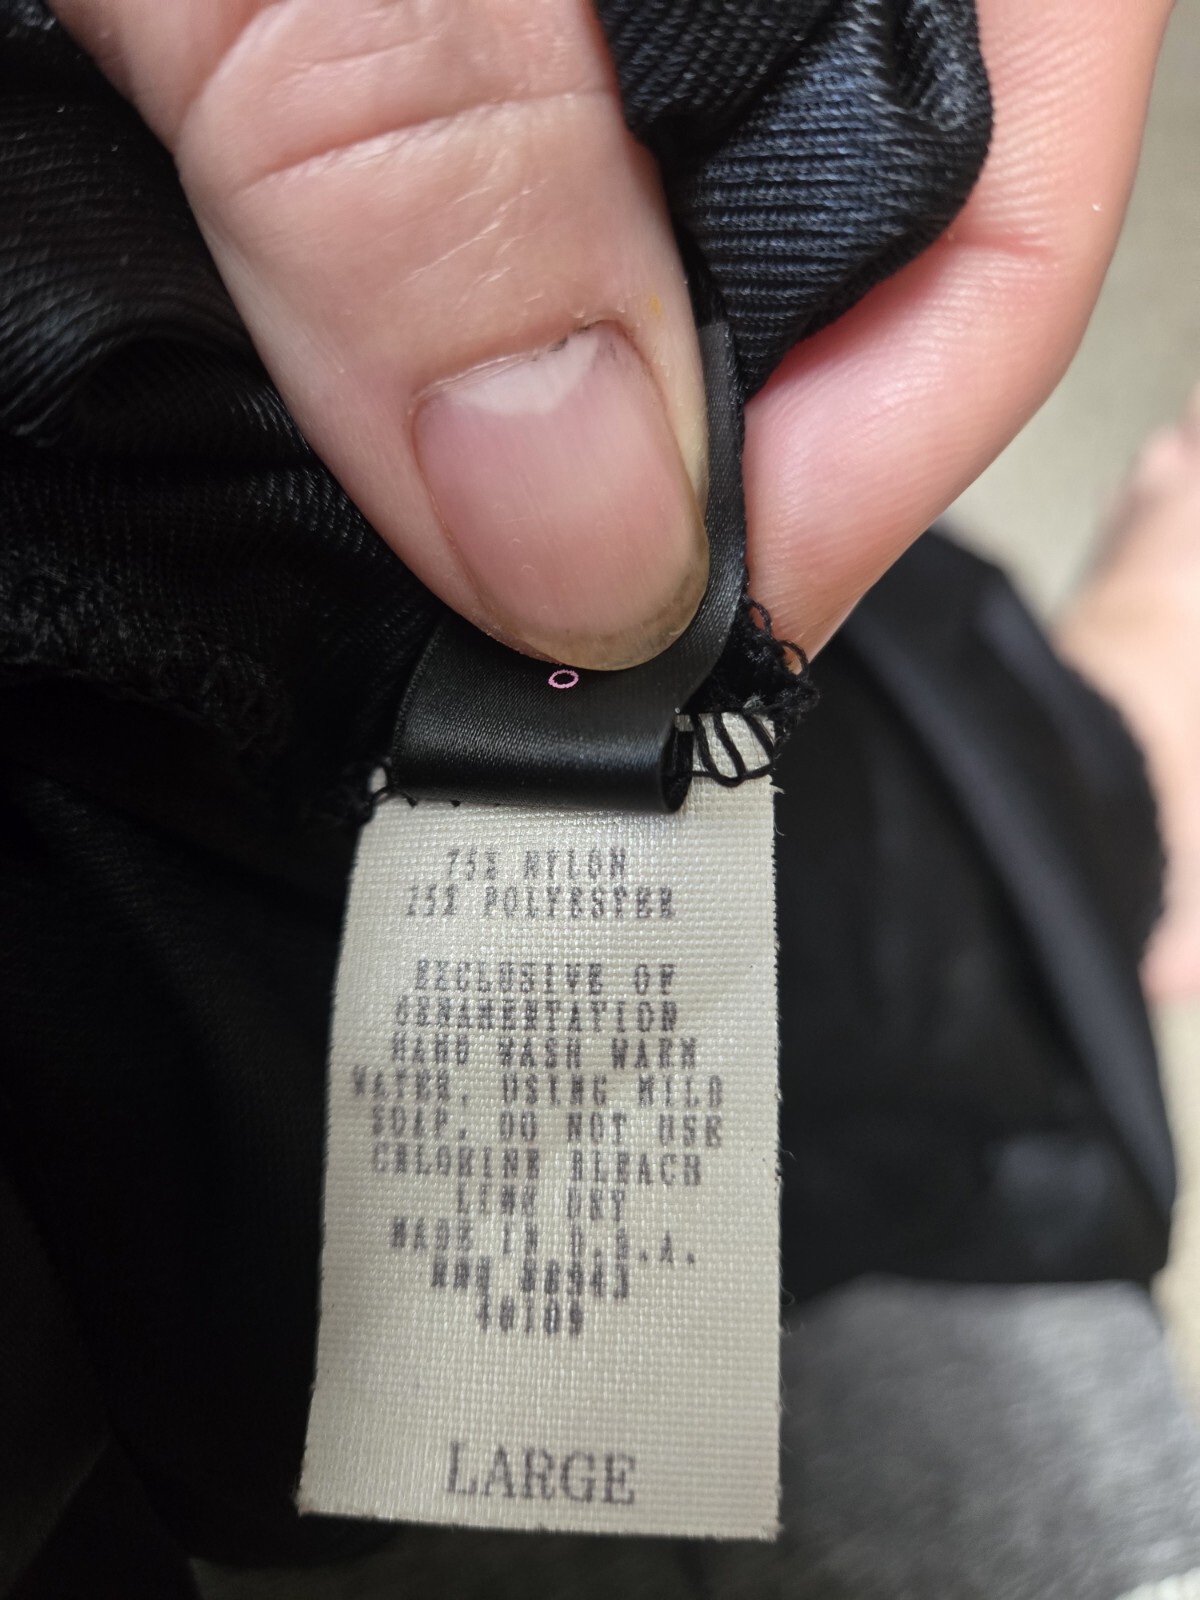 75% NYLON
25% POLYESTER
EXCLUSIVE OF
ORNAMENTATION
HAND WASH WARM
WATER, USING MILD
SOAP, DO NOT USE
CHLORINE BLEACH
LINE DRY
MADE IN U.S.A.
40109
LARGE